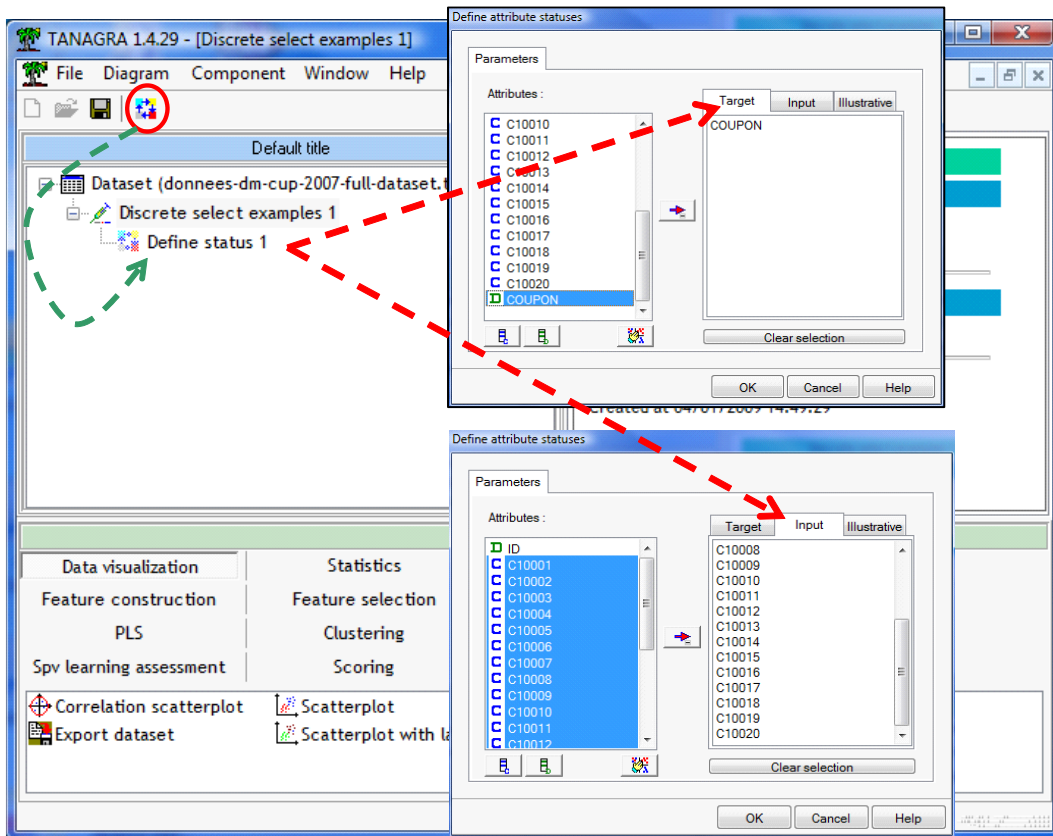 TANAGRA 1.4.29 - [Discrete select examples 1]
File Diagram Component Window Help
Default title
Dataset (donnees-dm-cup-2007-full-dataset.t
Discrete select examples 1
Define status 1
Define attribute statuses
Parameters
Attributes :
Target Input Illustrative
C C10010
C C10011
C C10012
C C10013
C C10014
C C10015
C C10016
C C10017
C C10018
C C10019
C C10020
D COUPON
COUPON
Clear selection
OK Cancel Help
Created at 04/01/2009 14:49:29
Define attribute statuses
Parameters
Attributes :
Target Input Illustrative
D ID
C C10001
C C10002
C C10003
C C10004
C C10005
C C10006
C C10007
C C10008
C C10009
C C10010
C C10011
C C10012
C10008
C10009
C10010
C10011
C10012
C10013
C10014
C10015
C10016
C10017
C10018
C10019
C10020
Clear selection
OK Cancel Help
Data visualization Statistics
Feature construction Feature selection
PLS Clustering
Spv learning assessment Scoring
Correlation scatterplot Scatterplot
Export dataset Scatterplot with la